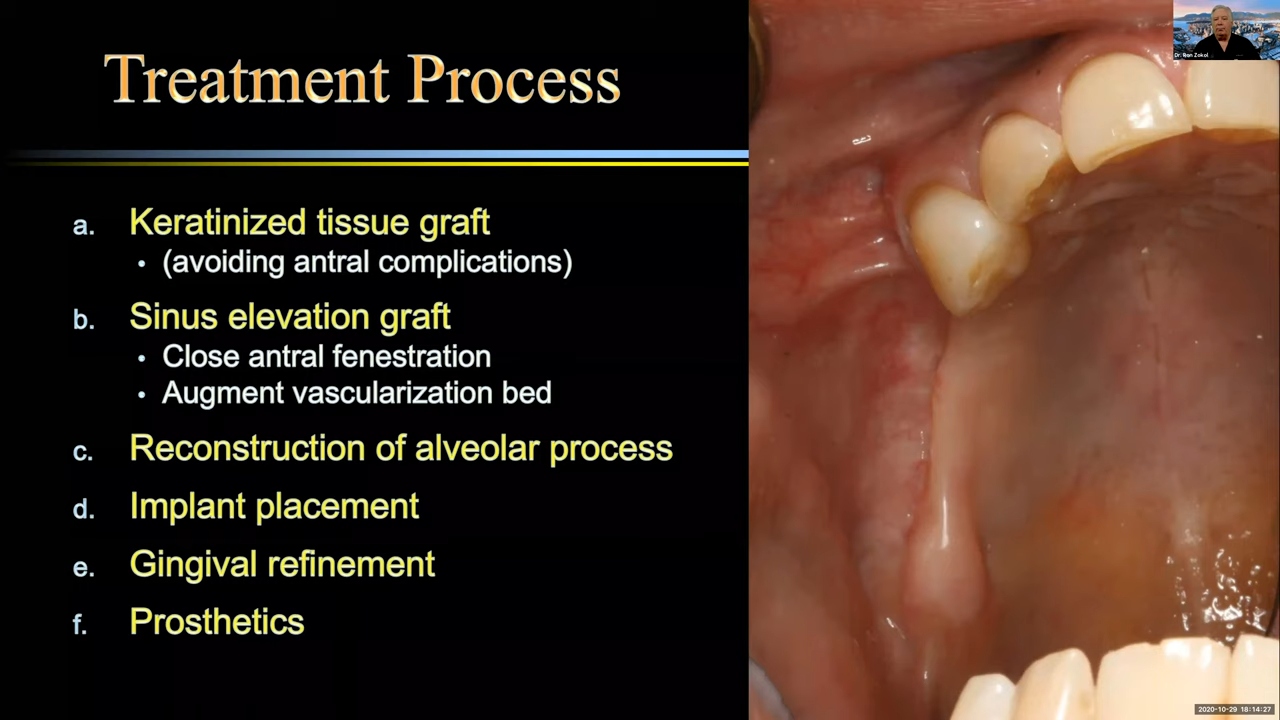 Treatment Process
a. Keratinized tissue graft
• (avoiding antral complications)
b. Sinus elevation graft
• Close antral fenestration
• Augment vascularization bed
c. Reconstruction of alveolar process
d. Implant placement
e. Gingival refinement
f. Prosthetics
Dr. Ron Zokol
2020-10-29 18:14:27